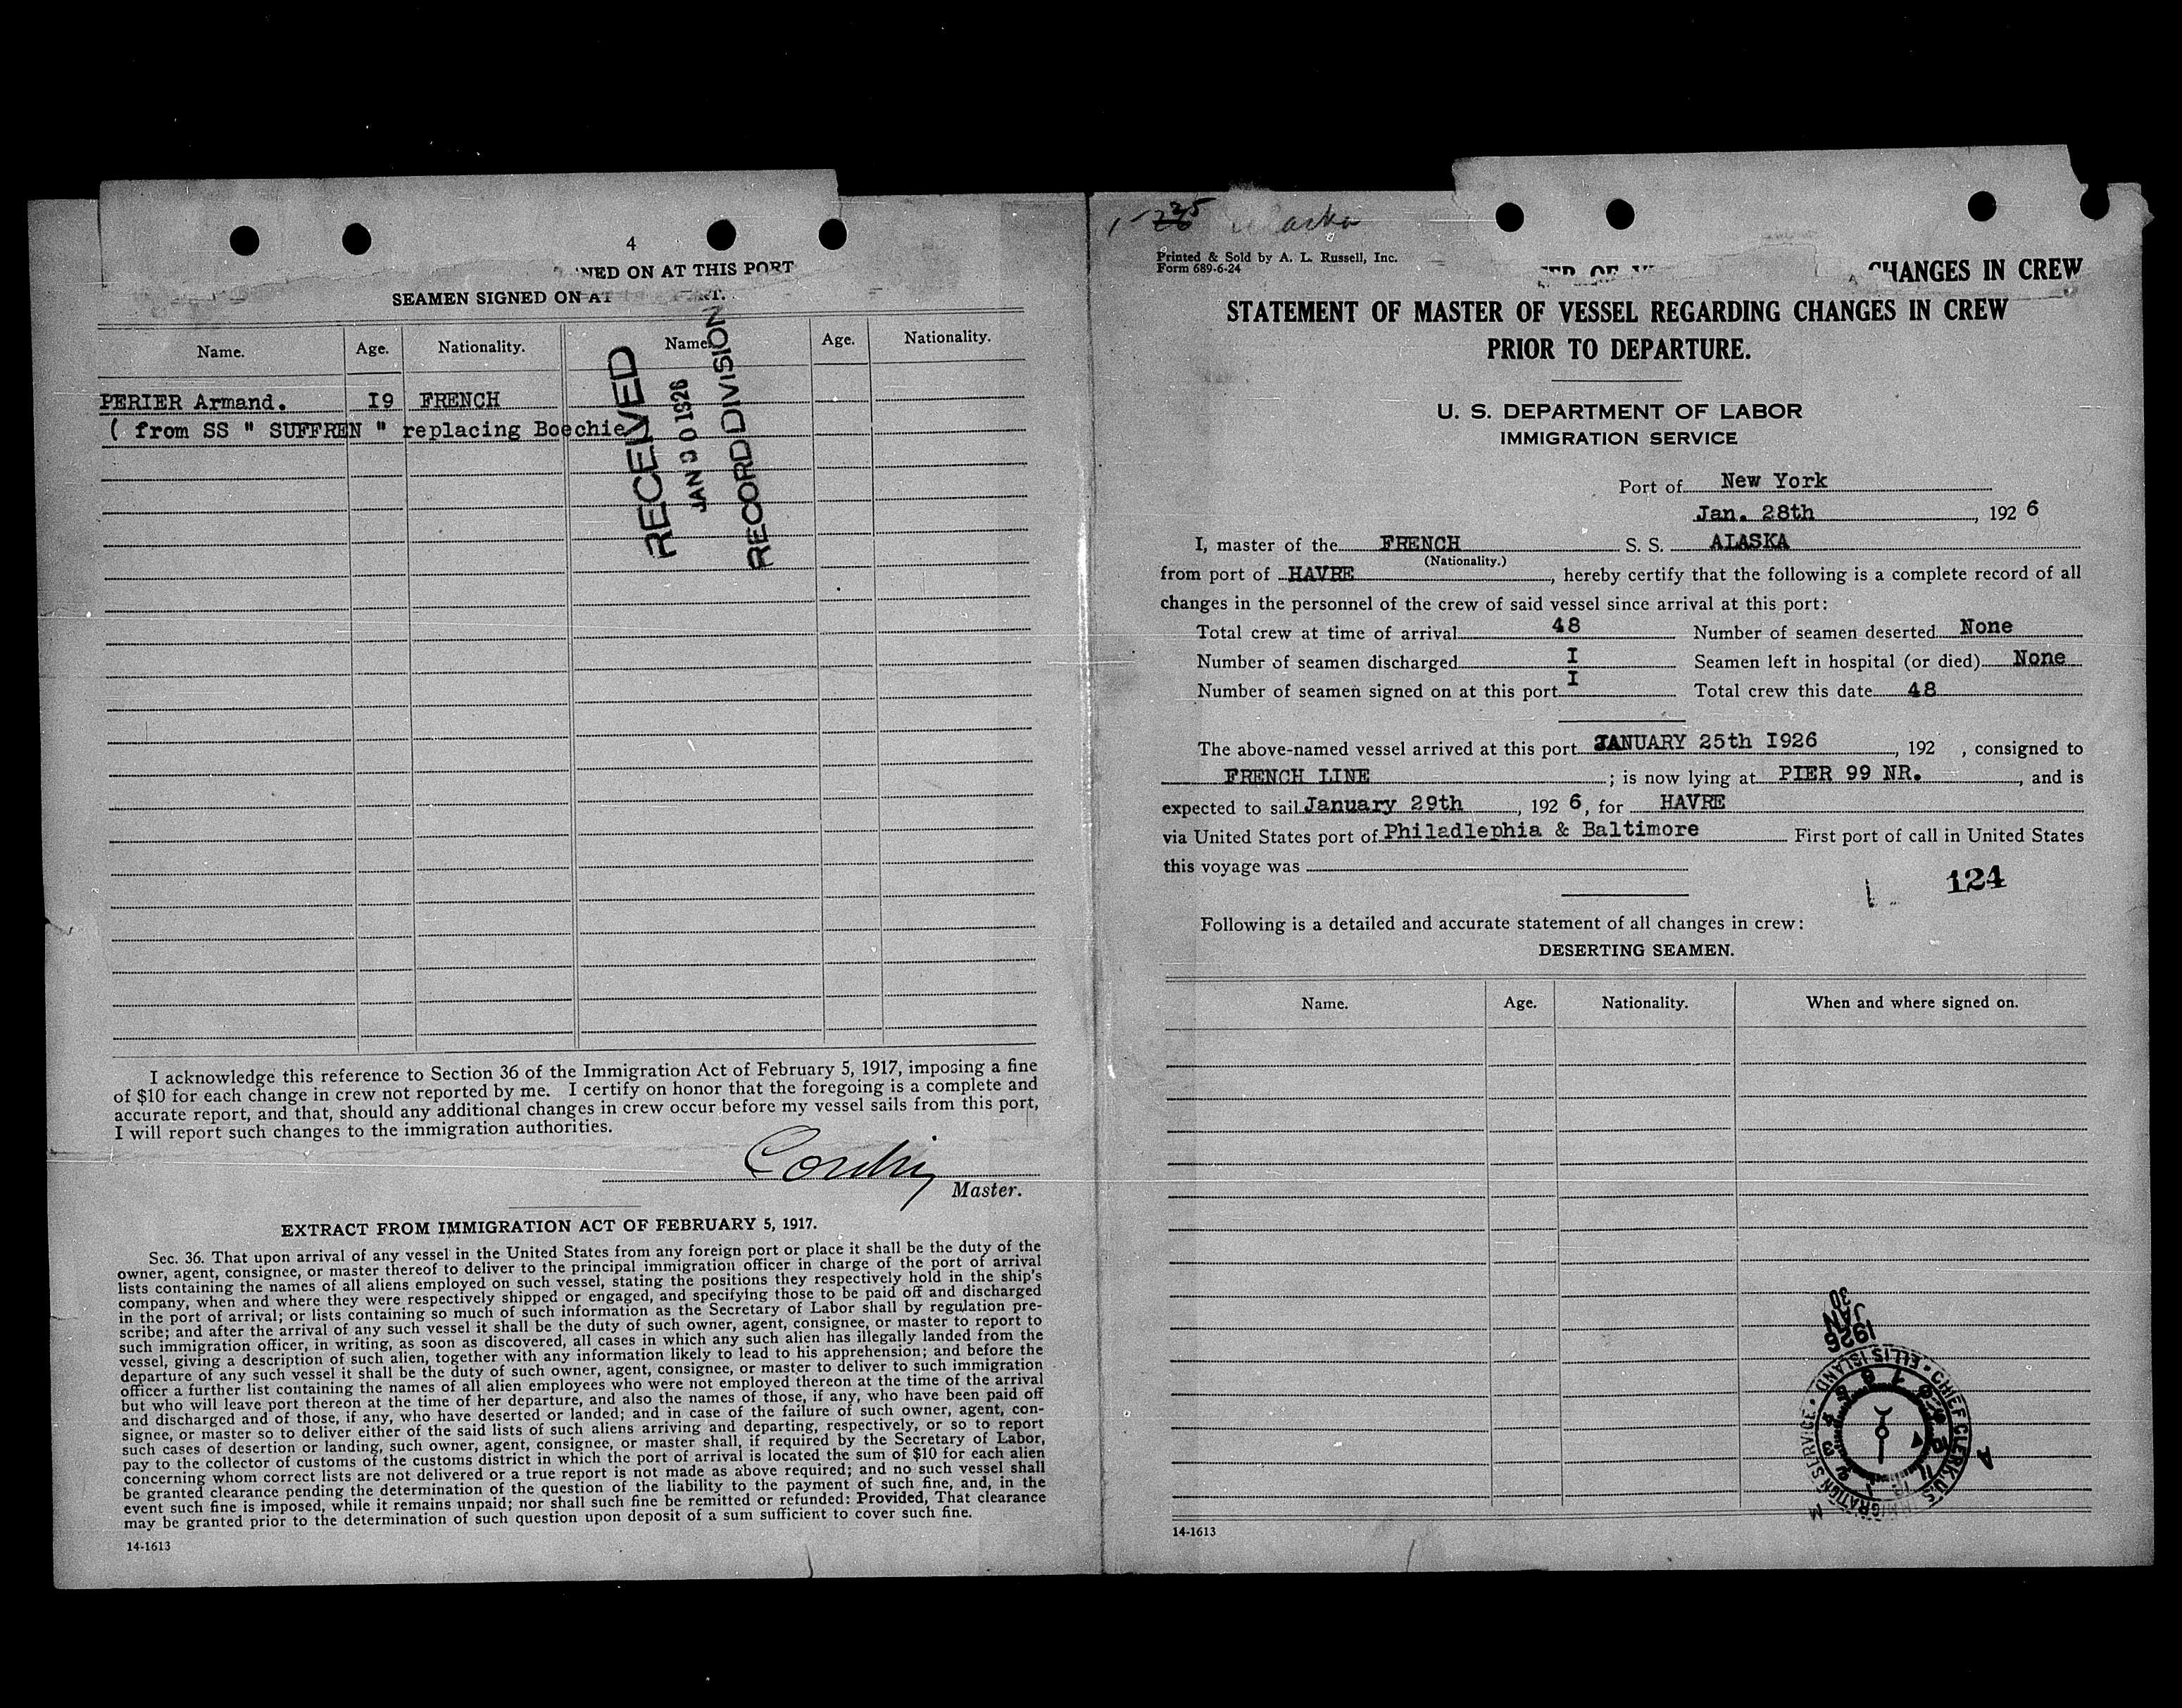 4
NED ON AT THIS PORT
SEAMEN SIGNED ON AT
Name. Age. Nationality. Name. Age. Nationality.
PERIER Armand. I9 FRENCH
( from SS " SUFFREN " replacing Boechie
RECEIVED
JAN 30 1926
RECORD DIVISION
I acknowledge this reference to Section 36 of the Immigration Act of February 5, 1917, imposing a fine
of $10 for each change in crew not reported by me. I certify on honor that the foregoing is a complete and
accurate report, and that, should any additional changes in crew occur before my vessel sails from this port,
I will report such changes to the immigration authorities.
Master.
EXTRACT FROM IMMIGRATION ACT OF FEBRUARY 5, 1917.
Sec. 36. That upon arrival of any vessel in the United States from any foreign port or place it shall be the duty of the
owner, agent, consignee, or master thereof to deliver to the principal immigration officer in charge of the port of arrival
lists containing the names of all aliens employed on such vessel, stating the positions they respectively hold in the ship's
company, when and where they were respectively shipped or engaged, and specifying those to be paid off and discharged
in the port of arrival; or lists containing so much of such information as the Secretary of Labor shall by regulation pre-
scribe; and after the arrival of any such vessel it shall be the duty of such owner, agent, consignee, or master to report to
such immigration officer, in writing, as soon as discovered, all cases in which any such alien has illegally landed from the
vessel, giving a description of such alien, together with any information likely to lead to his apprehension; and before the
departure of any such vessel it shall be the duty of such owner, agent, consignee, or master to deliver to such immigration
officer a further list containing the names of all alien employees who were not employed thereon at the time of the arrival
but who will leave port thereon at the time of her departure, and also the names of those, if any, who have been paid off
and discharged and of those, if any, who have deserted or landed; and in case of the failure of such owner, agent, con-
signee, or master so to deliver either of the said lists of such aliens arriving and departing, respectively, or so to report
such cases of desertion or landing, such owner, agent, consignee, or master shall, if required by the Secretary of Labor,
pay to the collector of customs of the customs district in which the port of arrival is located the sum of $10 for each alien
concerning whom correct lists are not delivered or a true report is not made as above required; and no such vessel shall
be granted clearance pending the determination of the question of the liability to the payment of such fine, and, in the
event such fine is imposed, while it remains unpaid; nor shall such fine be remitted or refunded: Provided, That clearance
may be granted prior to the determination of such question upon deposit of a sum sufficient to cover such fine.
14-1613
Printed & Sold by A. L. Russell, Inc.
Form 689-6-24
CHANGES IN CREW
STATEMENT OF MASTER OF VESSEL REGARDING CHANGES IN CREW
PRIOR TO DEPARTURE.
U. S. DEPARTMENT OF LABOR
IMMIGRATION SERVICE
Port of New York
Jan. 28th, 192 6
I, master of the FRENCH S. S. ALASKA
(Nationality.)
from port of HAVRE, hereby certify that the following is a complete record of all
changes in the personnel of the crew of said vessel since arrival at this port:
Total crew at time of arrival 48 Number of seamen deserted None
Number of seamen discharged I Seamen left in hospital (or died) None
Number of seamen signed on at this port I Total crew this date 48
The above-named vessel arrived at this port JANUARY 25th I926, 192 , consigned to
FRENCH LINE; is now lying at PIER 99 NR., and is
expected to sail January 29th, 192 6, for HAVRE
via United States port of Philadlephia & Baltimore First port of call in United States
this voyage was
124
Following is a detailed and accurate statement of all changes in crew:
DESERTING SEAMEN.
Name. Age. Nationality. When and where signed on.
1926
JAN
30
CHIEF CLERK, U.S. IMMIGRATION SERVICE • ELLIS ISLAND •
14-1613